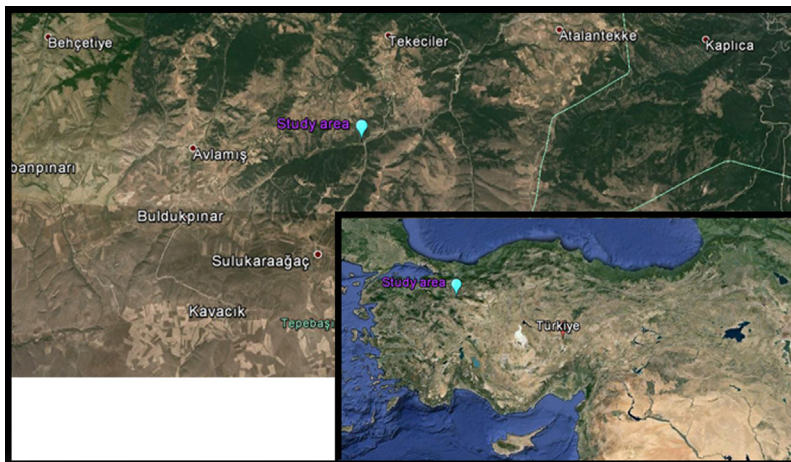 Behçetiye
Tekeciler
Atalantekke
Kaplıca
Study area
Avlamış
banpınarı
Buldukpınar
Sulukaraağaç
Kavacık
Tepebaşı
Study area
Türkiye